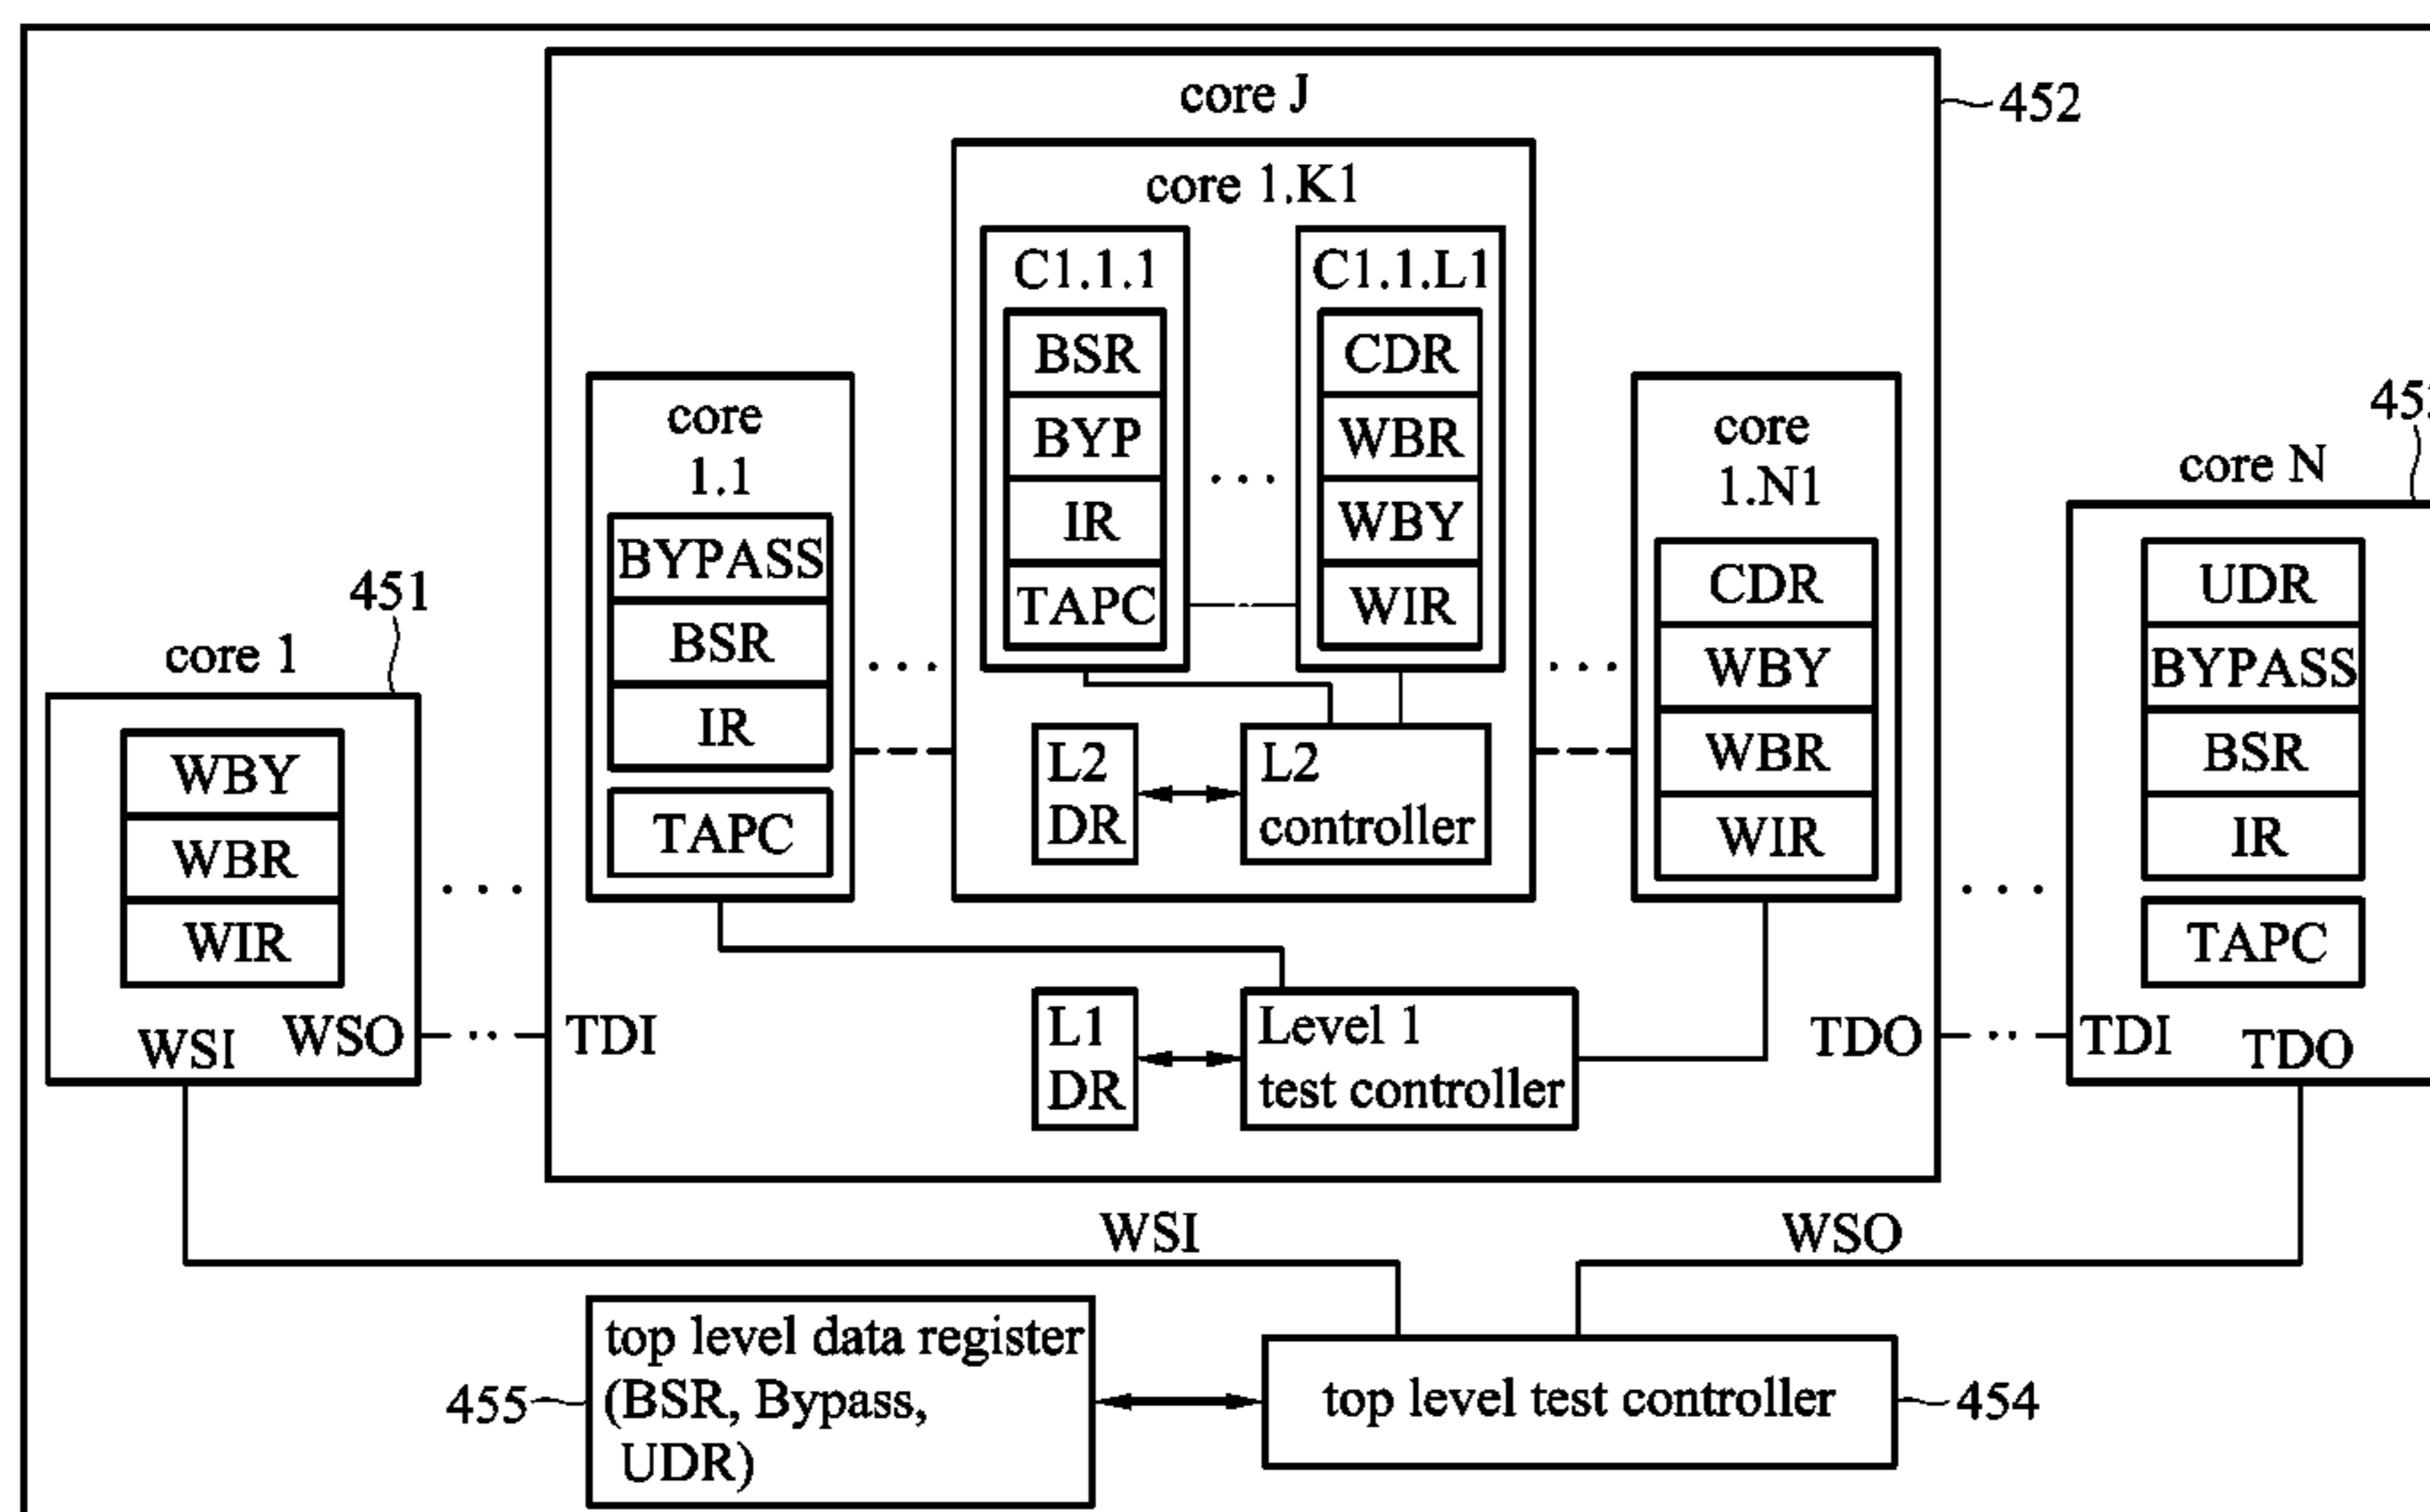 core J
452
core 1.K1
C1.1.1
BSR
BYP
IR
TAPC
. . .
C1.1.L1
CDR
WBR
WBY
WIR
core
1.1
BYPASS
BSR
IR
TAPC
. . .
. . .
L2
DR
L2
controller
core
1.N1
CDR
WBY
WBR
WIR
core N
UDR
BYPASS
BSR
IR
TAPC
TDI
TDO
451
core 1
WBY
WBR
WIR
WSI
WSO
. . .
. . .
TDI
L1
DR
Level 1
test controller
TDO
WSI
WSO
top level data register
(BSR, Bypass,
UDR)
455
top level test controller
454